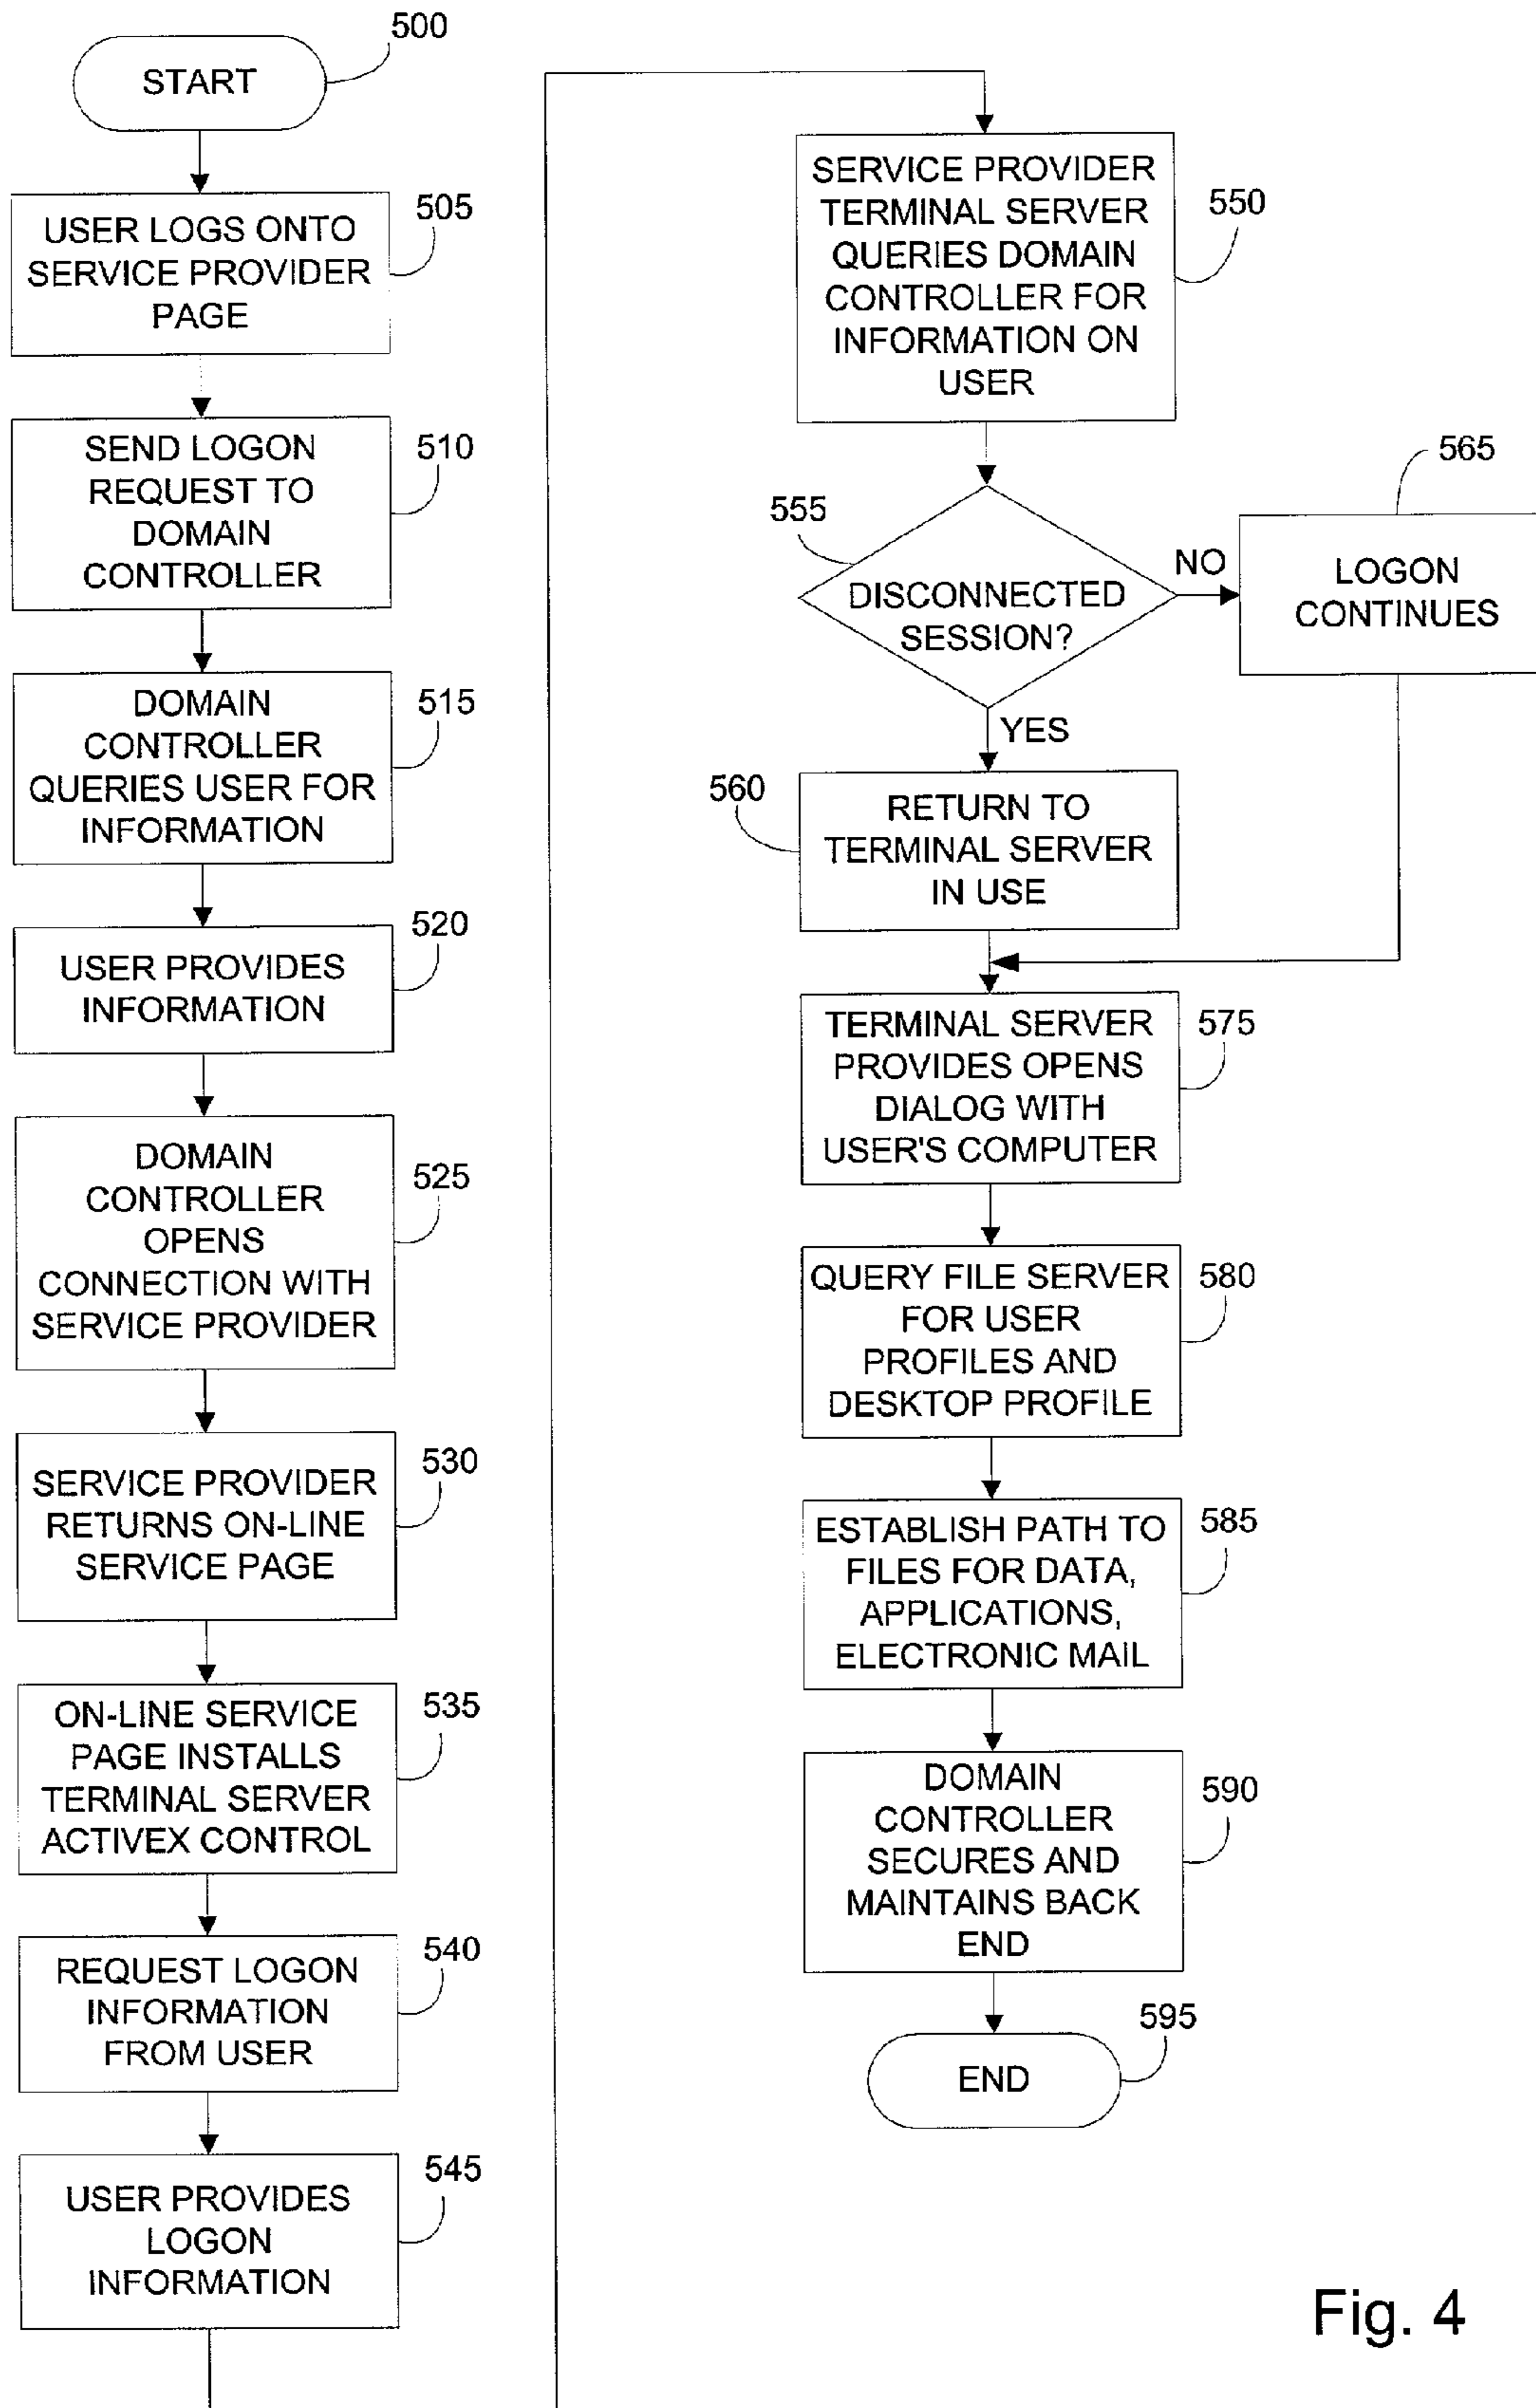 500
START
505
USER LOGS ONTO
SERVICE PROVIDER
PAGE
510
SEND LOGON
REQUEST TO
DOMAIN
CONTROLLER
515
DOMAIN
CONTROLLER
QUERIES USER FOR
INFORMATION
520
USER PROVIDES
INFORMATION
525
DOMAIN
CONTROLLER
OPENS
CONNECTION WITH
SERVICE PROVIDER
530
SERVICE PROVIDER
RETURNS ON-LINE
SERVICE PAGE
535
ON-LINE SERVICE
PAGE INSTALLS
TERMINAL SERVER
ACTIVEX CONTROL
540
REQUEST LOGON
INFORMATION
FROM USER
545
USER PROVIDES
LOGON
INFORMATION
550
SERVICE PROVIDER
TERMINAL SERVER
QUERIES DOMAIN
CONTROLLER FOR
INFORMATION ON
USER
555
DISCONNECTED
SESSION?
NO
565
LOGON
CONTINUES
YES
560
RETURN TO
TERMINAL SERVER
IN USE
575
TERMINAL SERVER
PROVIDES OPENS
DIALOG WITH
USER'S COMPUTER
580
QUERY FILE SERVER
FOR USER
PROFILES AND
DESKTOP PROFILE
585
ESTABLISH PATH TO
FILES FOR DATA,
APPLICATIONS,
ELECTRONIC MAIL
590
DOMAIN
CONTROLLER
SECURES AND
MAINTAINS BACK
END
595
END
Fig. 4